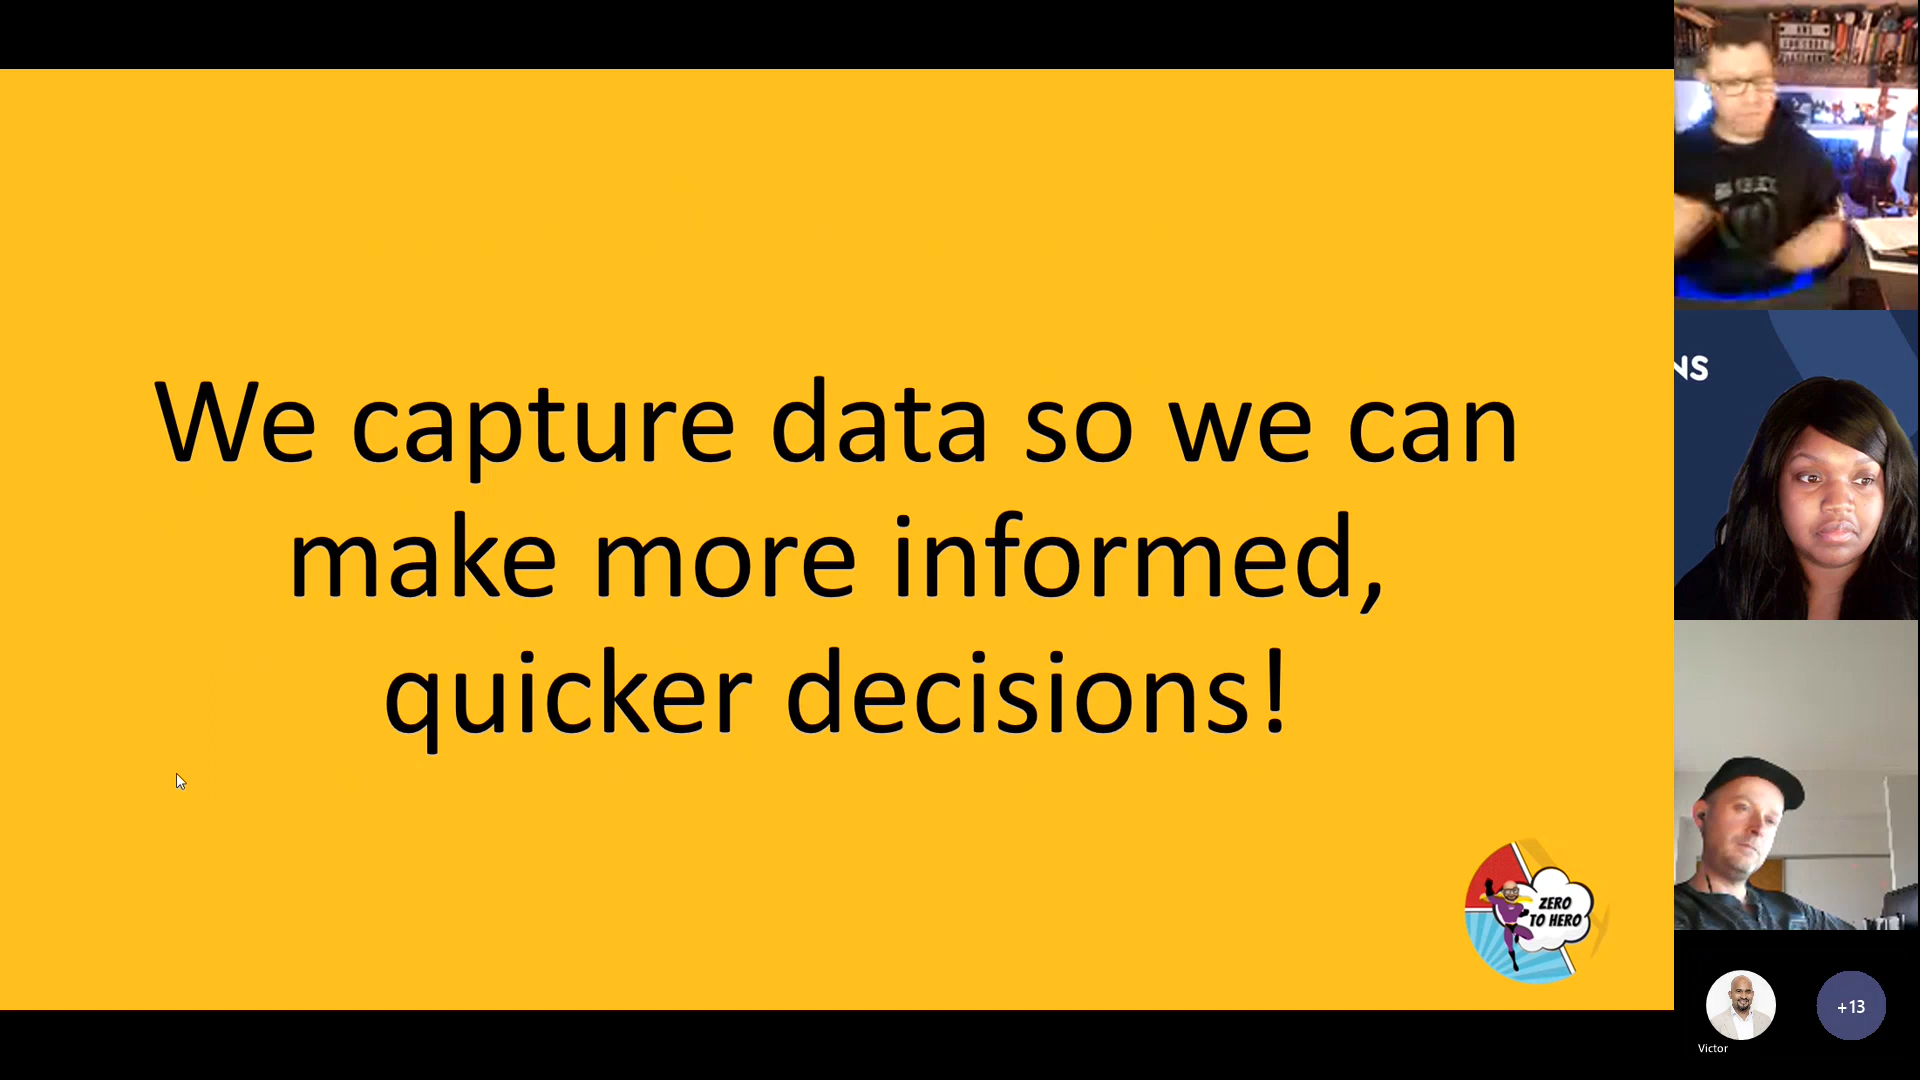 We capture data so we can
make more informed,
quicker decisions!
ZERO
TO HERO
NS
Victor
+13